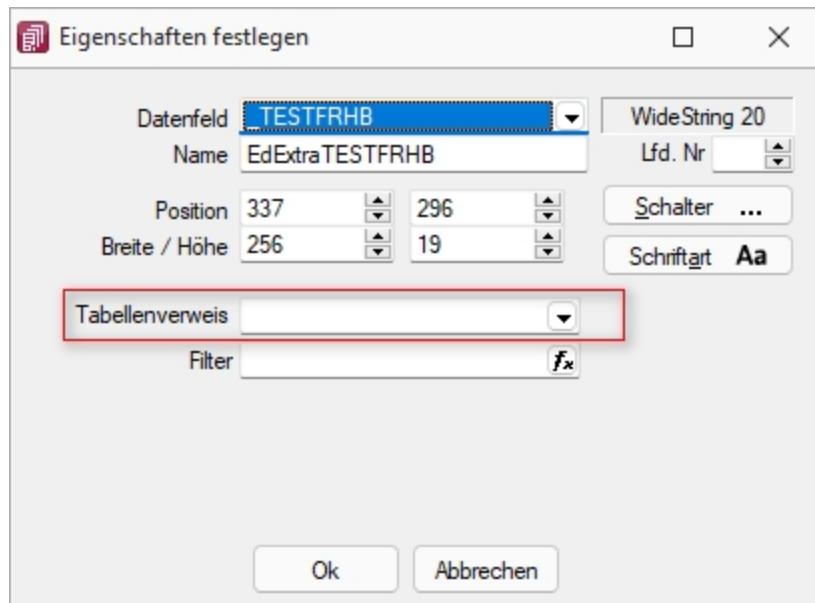 Eigenschaften festlegen
Datenfeld _TESTFRHB WideString 20
Name EdExtraTESTFRHB Lfd. Nr
Position 337 296 Schalter ...
Breite / Höhe 256 19 Schriftart Aa
Tabellenverweis
Filter fx
Ok Abbrechen